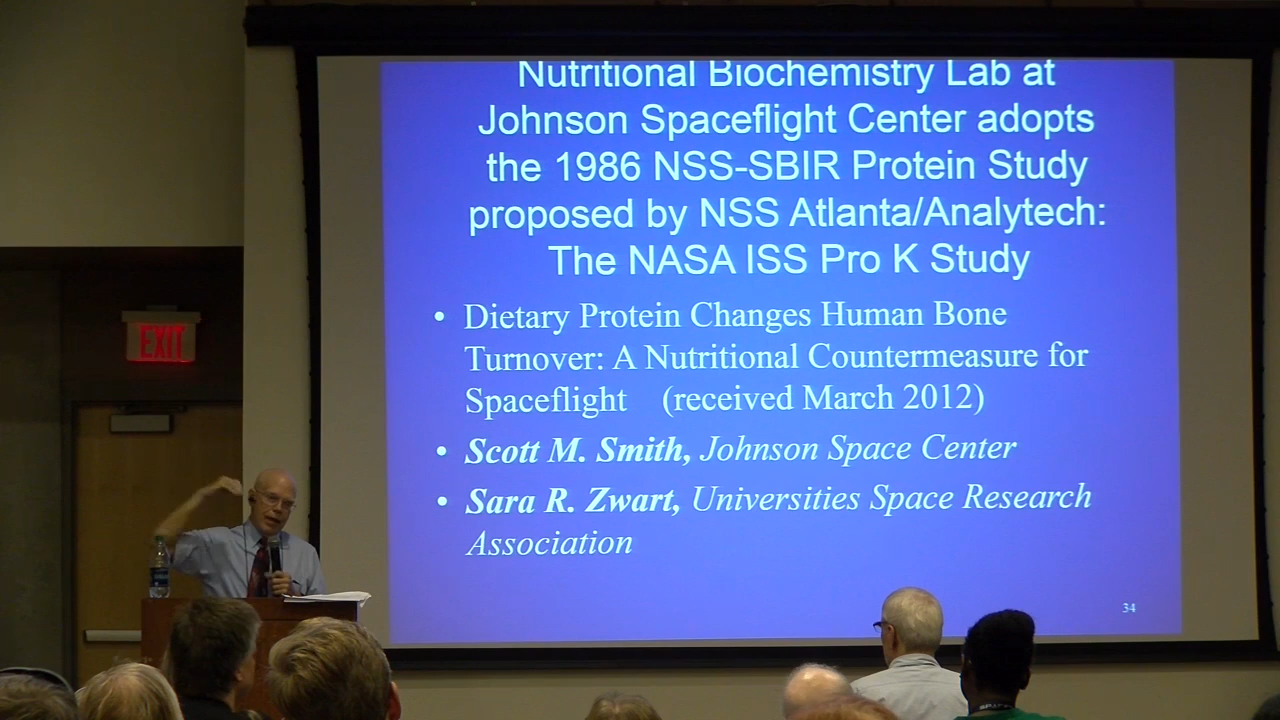 Nutritional Biochemistry Lab at
Johnson Spaceflight Center adopts
the 1986 NSS-SBIR Protein Study
proposed by NSS Atlanta/Analytech:
The NASA ISS Pro K Study
• Dietary Protein Changes Human Bone
Turnover: A Nutritional Countermeasure for
Spaceflight (received March 2012)
• Scott M. Smith, Johnson Space Center
• Sara R. Zwart, Universities Space Research
Association
34
EXIT